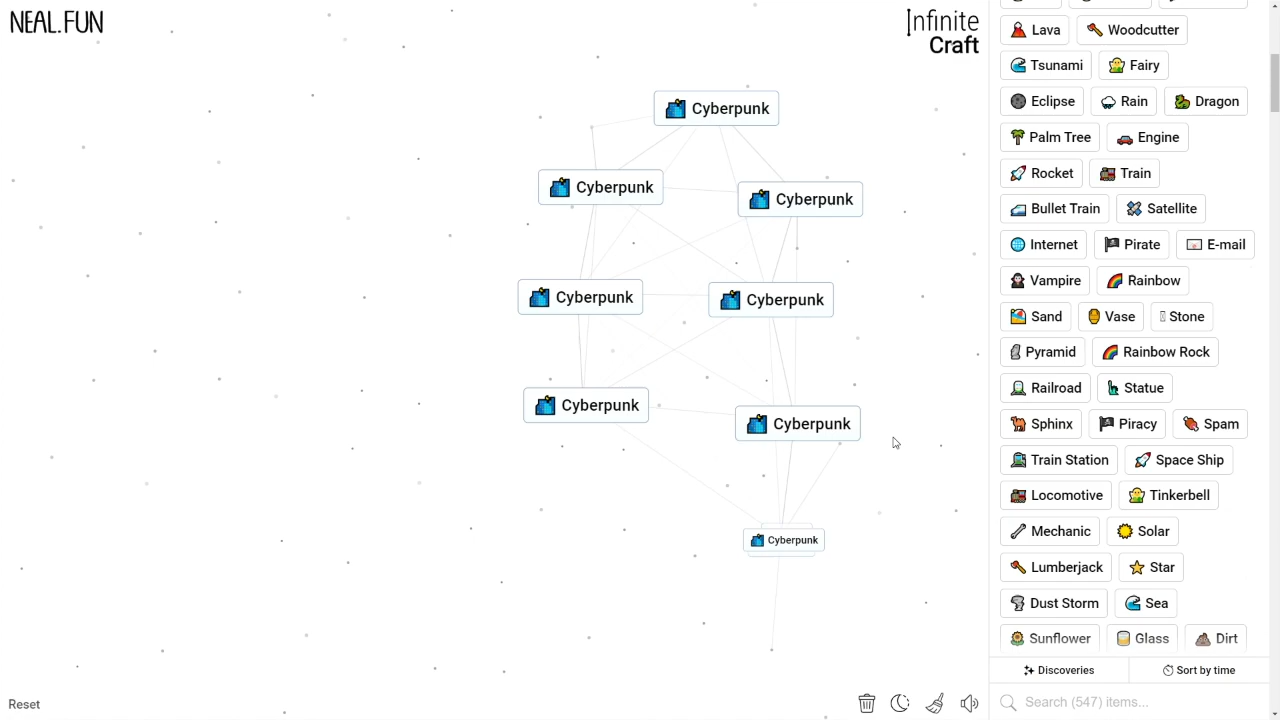 NEAL.FUN
Infinite
Craft
Cyberpunk
Cyberpunk
Cyberpunk
Cyberpunk
Cyberpunk
Cyberpunk
Cyberpunk
Cyberpunk
Reset
Lava Woodcutter
Tsunami Fairy
Eclipse Rain Dragon
Palm Tree Engine
Rocket Train
Bullet Train Satellite
Internet Pirate E-mail
Vampire Rainbow
Sand Vase Stone
Pyramid Rainbow Rock
Railroad Statue
Sphinx Piracy Spam
Train Station Space Ship
Locomotive Tinkerbell
Mechanic Solar
Lumberjack Star
Dust Storm Sea
Sunflower Glass Dirt
Discoveries Sort by time
Search (547) items...